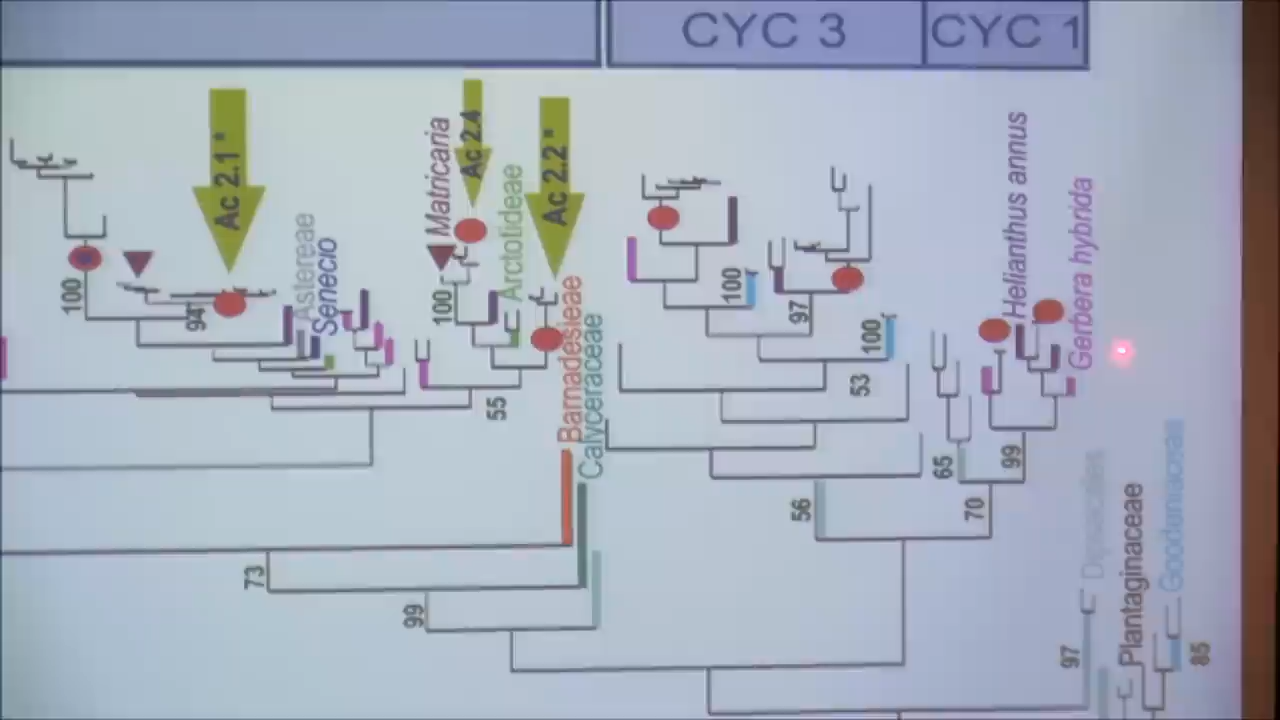 CYC 3
CYC 1
Ac 2.1 *
Ac 2.4
Ac 2.2 *
Matricaria
Arctotideae
Astereae
Senecio
Helianthus annus
Gerbera hybrida
Barnadesieae
Calyceraceae
Dipsacales
Plantaginaceae
Goodeniaceae
100
94
100
55
100
97
100
53
65
99
56
70
73
99
97
85